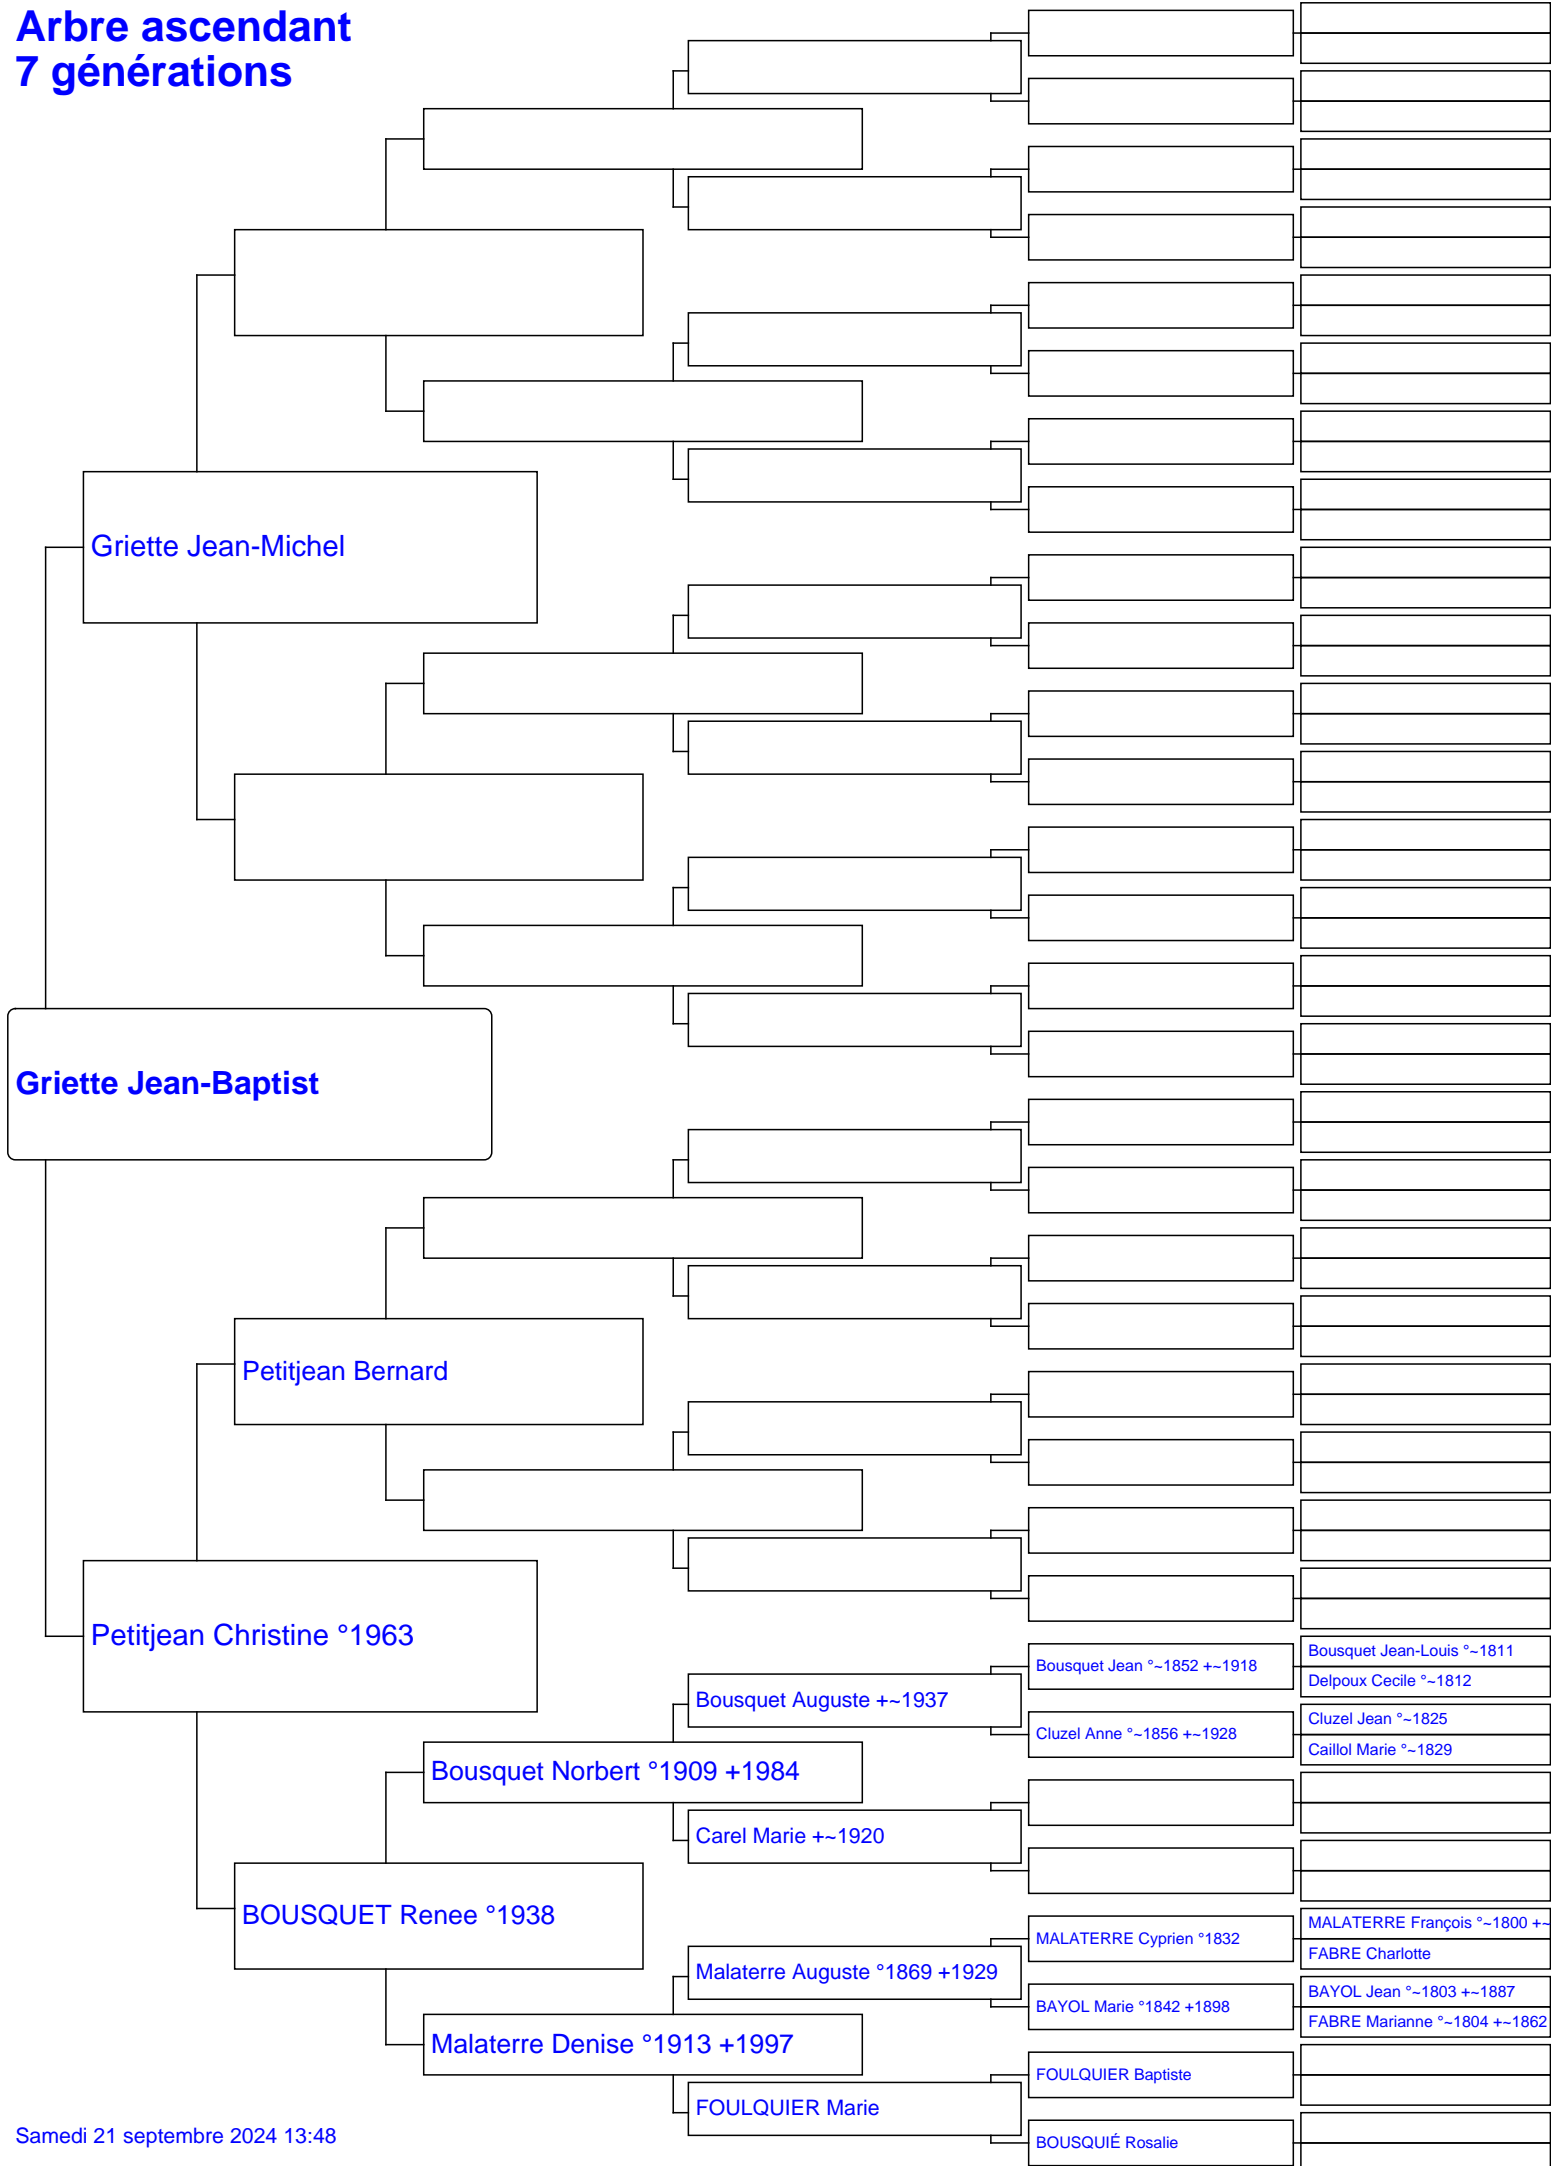 Arbre ascendant
7 générations
Griette Jean-Michel
Griette Jean-Baptist
Petitjean Bernard
Petitjean Christine °1963
Bousquet Jean-Louis °~1811
Bousquet Jean °~1852 +~1918
Delpoux Cecile °~1812
Bousquet Auguste +~1937
Cluzel Jean °~1825
Cluzel Anne °~1856 +~1928
Caillol Marie °~1829
Bousquet Norbert °1909 +1984
Carel Marie +~1920
BOUSQUET Renee °1938
MALATERRE François °~1800 +~
MALATERRE Cyprien °1832
FABRE Charlotte
Malaterre Auguste °1869 +1929
BAYOL Jean °~1803 +~1887
BAYOL Marie °1842 +1898
FABRE Marianne °~1804 +~1862
Malaterre Denise °1913 +1997
FOULQUIER Baptiste
FOULQUIER Marie
BOUSQUIÉ Rosalie
Samedi 21 septembre 2024 13:48